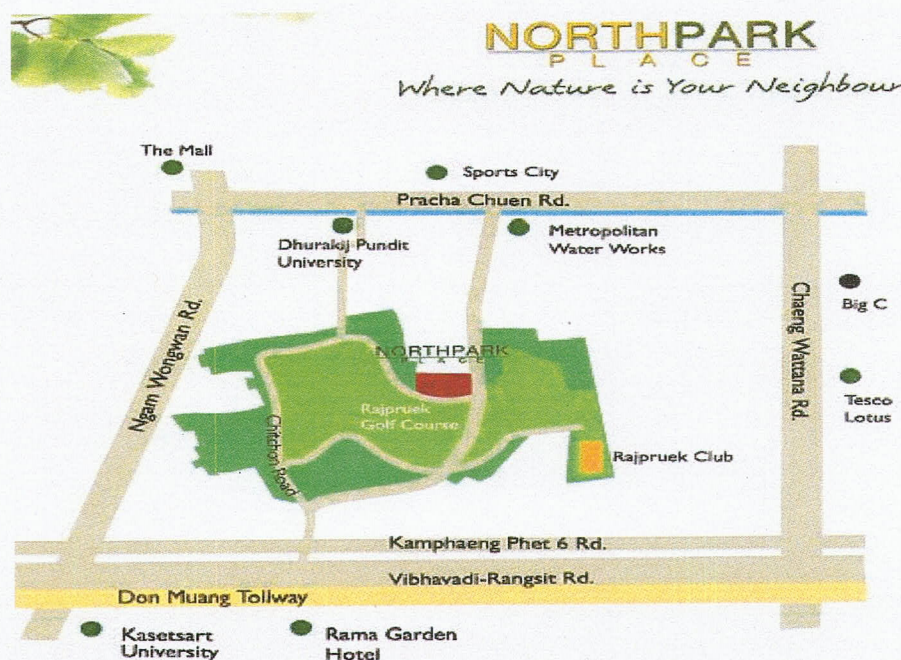 NORTHPARK
PLACE
Where Nature is Your Neighbour
The Mall
Sports City
Pracha Chuen Rd.
Dhurakij Pundit
University
Metropolitan
Water Works
Ngam Wongwan Rd.
Chaeng Wattana Rd.
Big C
NORTHPARK
PLACE
Tesco
Lotus
Rajpruek
Golf Course
Chitchon Road
Rajpruek Club
Kamphaeng Phet 6 Rd.
Vibhavadi-Rangsit Rd.
Don Muang Tollway
Kasetsart
University
Rama Garden
Hotel